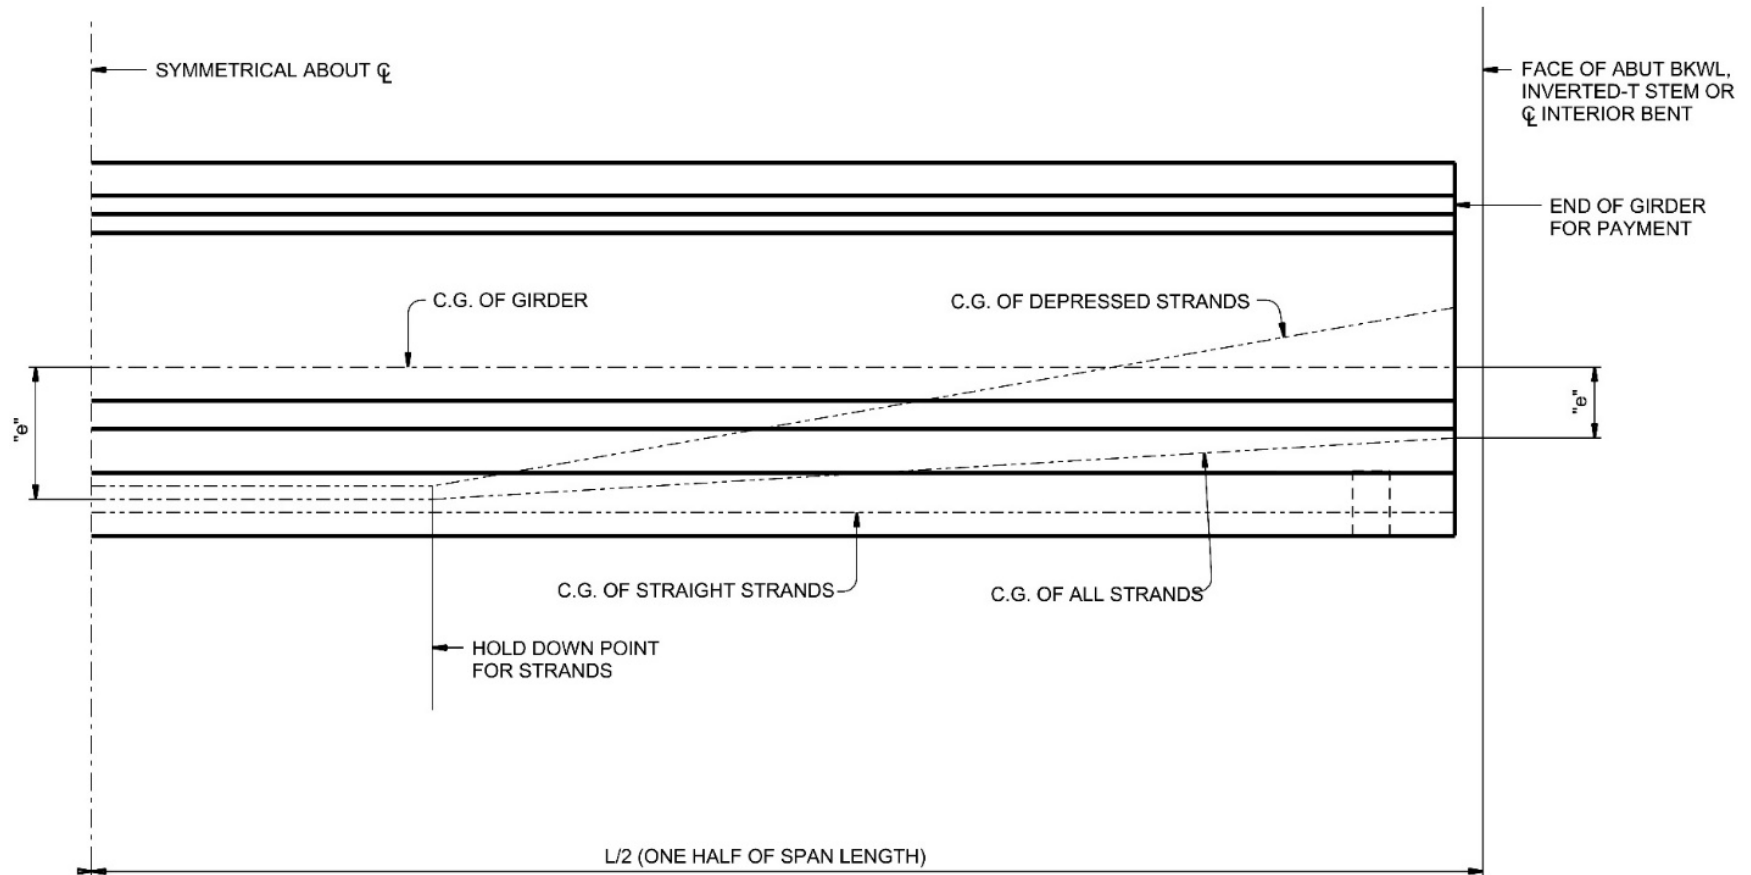 SYMMETRICAL ABOUT ℄
FACE OF ABUT BKWL,
INVERTED-T STEM OR
℄ INTERIOR BENT
END OF GIRDER
FOR PAYMENT
C.G. OF GIRDER
C.G. OF DEPRESSED STRANDS
"e"
"e"
C.G. OF STRAIGHT STRANDS
C.G. OF ALL STRANDS
HOLD DOWN POINT
FOR STRANDS
L/2 (ONE HALF OF SPAN LENGTH)